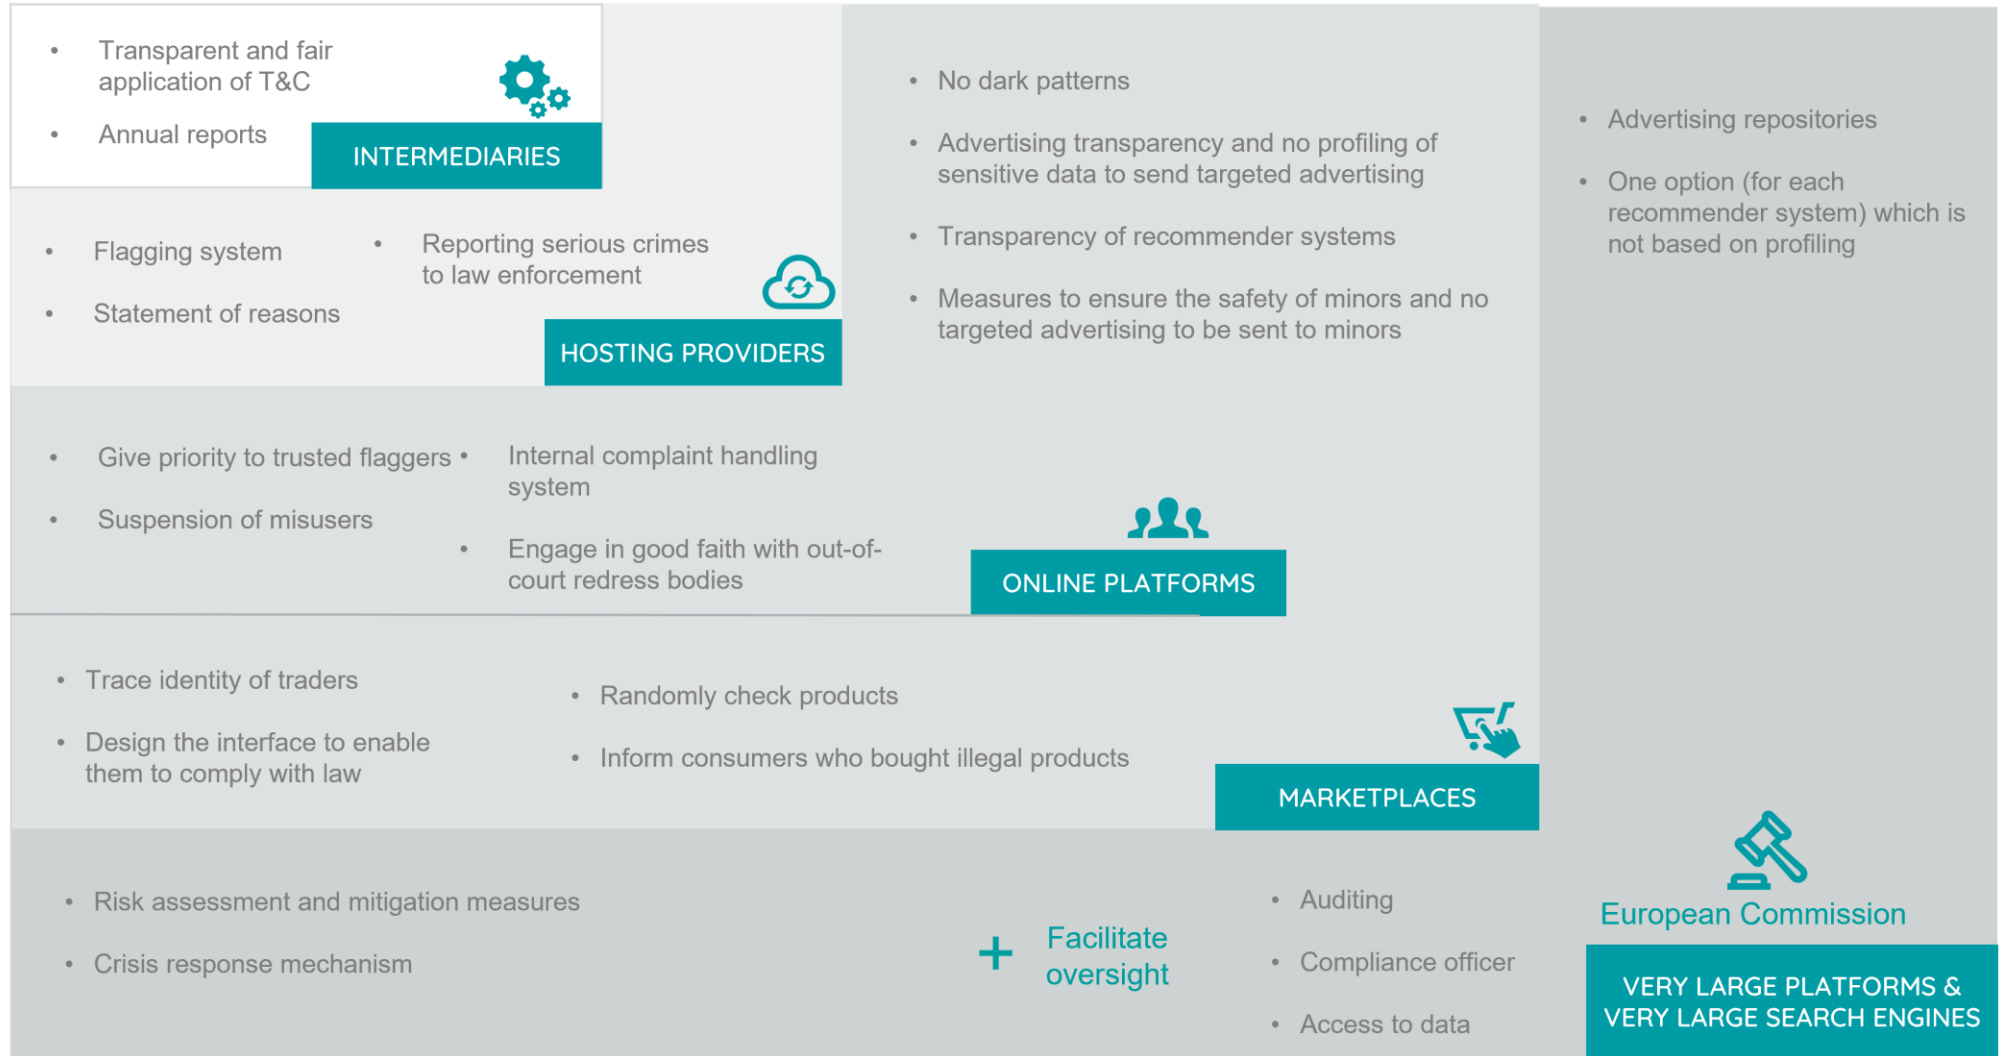 • Transparent and fair
application of T&C
• Annual reports
INTERMEDIARIES
• Flagging system
• Statement of reasons
• Reporting serious crimes
to law enforcement
HOSTING PROVIDERS
• No dark patterns
• Advertising transparency and no profiling of
sensitive data to send targeted advertising
• Transparency of recommender systems
• Measures to ensure the safety of minors and no
targeted advertising to be sent to minors
• Give priority to trusted flaggers
• Suspension of misusers
• Internal complaint handling
system
• Engage in good faith with out-of-
court redress bodies
ONLINE PLATFORMS
• Trace identity of traders
• Design the interface to enable
them to comply with law
• Randomly check products
• Inform consumers who bought illegal products
MARKETPLACES
• Advertising repositories
• One option (for each
recommender system) which is
not based on profiling
• Risk assessment and mitigation measures
• Crisis response mechanism
+ Facilitate
oversight
• Auditing
• Compliance officer
• Access to data
European Commission
VERY LARGE PLATFORMS &
VERY LARGE SEARCH ENGINES